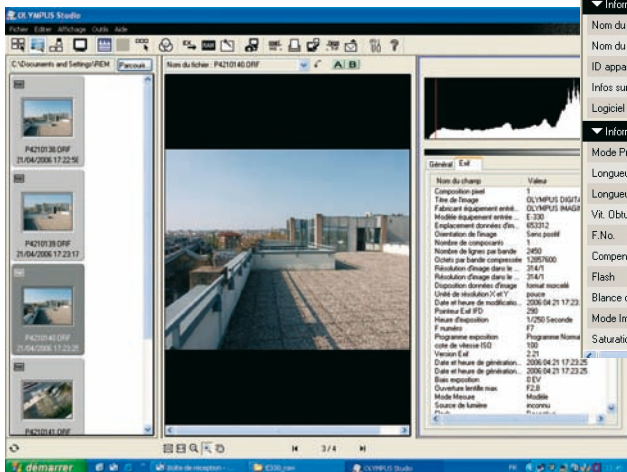 OLYMPUS Studio
Fichier Editer Affichage Outils Aide
C:\Documents and Settings\REM Parcourir...
P4210138.ORF
21/04/2006 17:22:5
P4210139.ORF
21/04/2006 17:23:17
P4210140.ORF
21/04/2006 17:23:25
P4210141.ORF
Nom du fichier : P4210140.ORF
A B
Général Exif
Nom du champ Valeur
Composition pixel 1
Titre de l'image OLYMPUS DIGITA
Fabricant équipement entré... OLYMPUS IMAGIN
Modèle équipement entrée ... E-330
Emplacement données d'im... 653312
Orientation de l'image Sens positif
Nombre de composants 1
Nombre de lignes par bande 2450
Octets par bande compressée 12857600
Résolution d'image dans le ... 314/1
Résolution d'image dans le ... 314/1
Disposition données d'image format morcelé
Unité de résolution X et Y pouce
Date et heure de modificatio... 2006:04:21 17:23:
Pointeur Exif IFD 290
Heure d'exposition 1/250 Seconde
F numéro F7
Programme exposition Programme Norma
cote de vitesse ISO 100
Version Exif 2.21
Date et heure de génération... 2006:04:21 17:23:25
Date et heure de génération... 2006:04:21 17:23:25
Biais exposition 0 EV
Ouverture lentille max F2,8
Mode Mesure Modèle
Source de lumière inconnu
Inform
Nom du
Nom du
ID appa
Infos sur
Logiciel
Inform
Mode Pr
Longueu
Longueu
Vit. Obtu
F.No.
Compen
Flash
Blance d
Mode Im
Saturatio
3 / 4
démarrer
Boîte de réception -
E330_raw
OLYMPUS Studio
FR